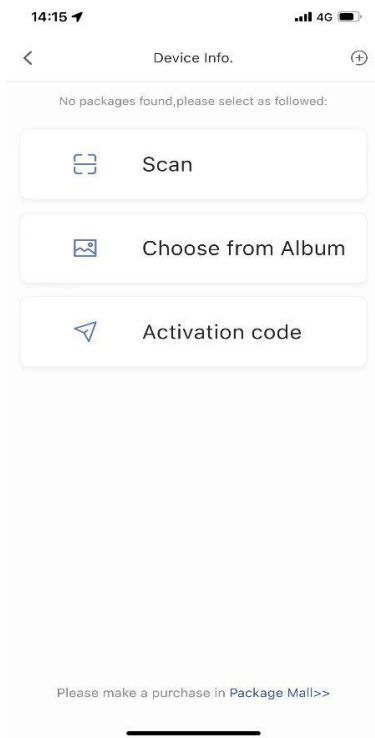 14:15 4G
Device Info.
No packages found,please select as followed:
Scan
Choose from Album
Activation code
Please make a purchase in Package Mall>>